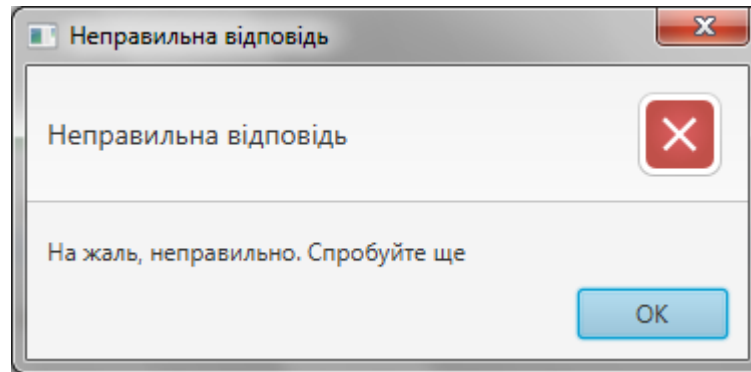 Неправильна відповідь
Неправильна відповідь
На жаль, неправильно. Спробуйте ще
OK